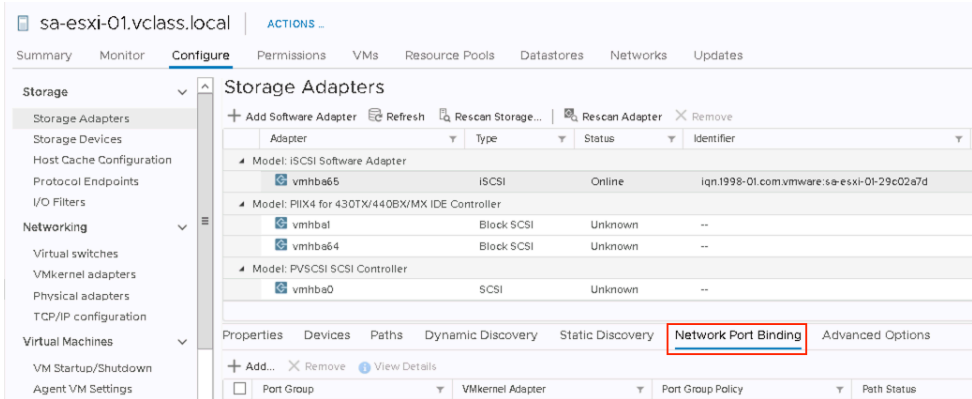 sa-esxi-01.vclass.local ACTIONS
Summary Monitor Configure Permissions VMs Resource Pools Datastores Networks Updates
Storage
Storage Adapters
Storage Devices
Host Cache Configuration
Protocol Endpoints
I/O Filters
Networking
Virtual switches
VMkernel adapters
Physical adapters
TCP/IP configuration
Virtual Machines
VM Startup/Shutdown
Agent VM Settings
Storage Adapters
+ Add Software Adapter Refresh Rescan Storage... Rescan Adapter Remove
Adapter Type Status Identifier
Model: iSCSI Software Adapter
vmhba65 iSCSI Online iqn.1998-01.com.vmware:sa-esxi-01-29c02a7d
Model: PIIX4 for 430TX/440BX/MX IDE Controller
vmhba1 Block SCSI Unknown --
vmhba64 Block SCSI Unknown --
Model: PVSCSI SCSI Controller
vmhba0 SCSI Unknown --
Properties Devices Paths Dynamic Discovery Static Discovery Network Port Binding Advanced Options
+ Add... Remove View Details
Port Group VMkernel Adapter Port Group Policy Path Status